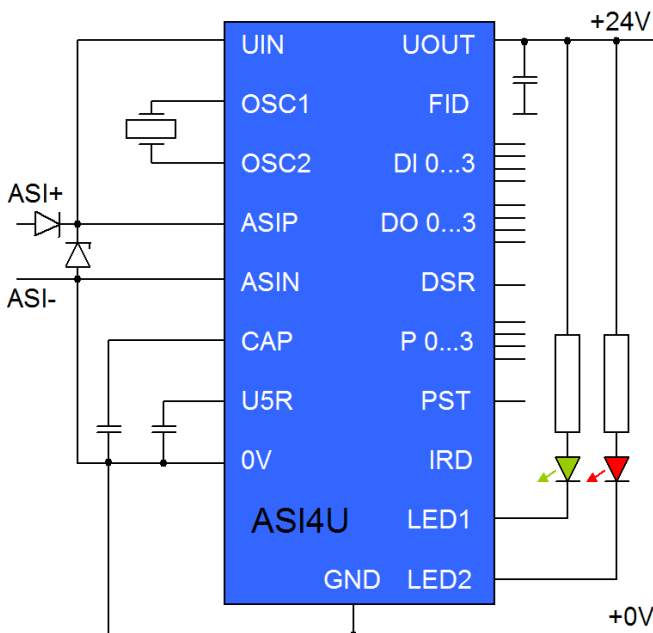 +24V
UIN UOUT
OSC1 FID
OSC2 DI 0...3
ASI+
ASIP DO 0...3
ASIN DSR
ASI-
CAP P 0...3
U5R PST
0V IRD
ASI4U LED1
GND LED2
+0V